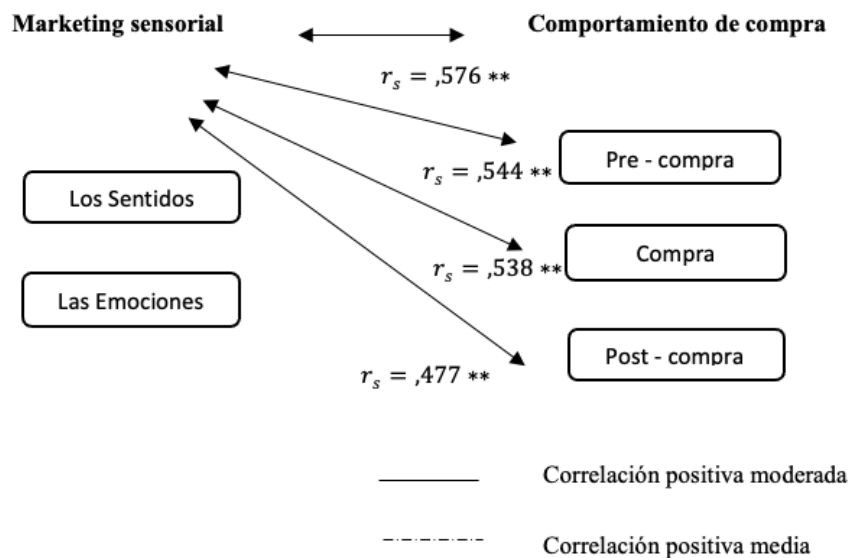 Marketing sensorial
Comportamiento de compra
r_s = ,576 **
Pre - compra
r_s = ,544 **
Los Sentidos
Compra
r_s = ,538 **
Las Emociones
Post - compra
r_s = ,477 **
Correlación positiva moderada
Correlación positiva media